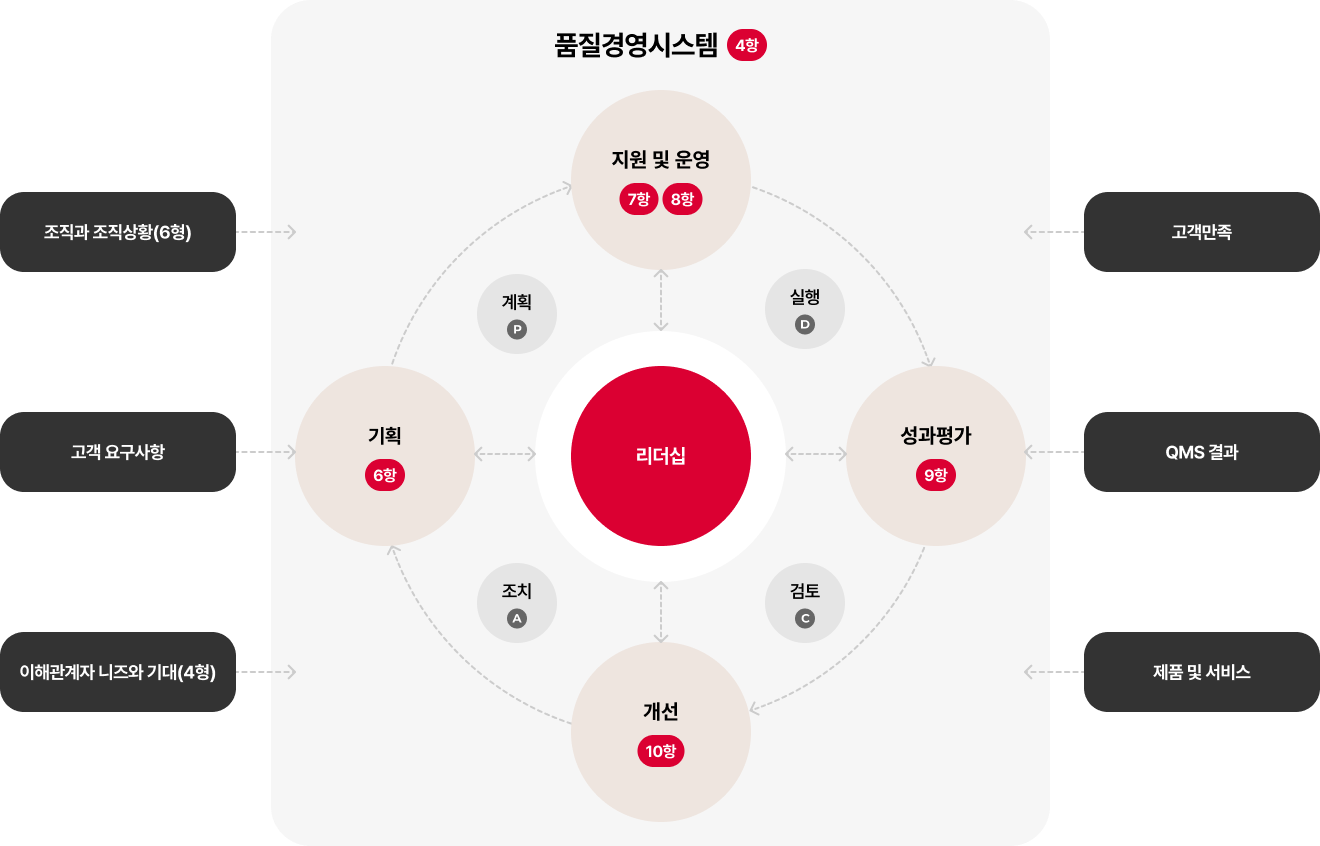 품질경영시스템 4항
지원 및 운영
7항 8항
조직과 조직상황(6형)
고객만족
계획
P
실행
D
기획
6항
리더십
성과평가
9항
고객 요구사항
QMS 결과
조치
A
검토
C
이해관계자 니즈와 기대(4형)
제품 및 서비스
개선
10항